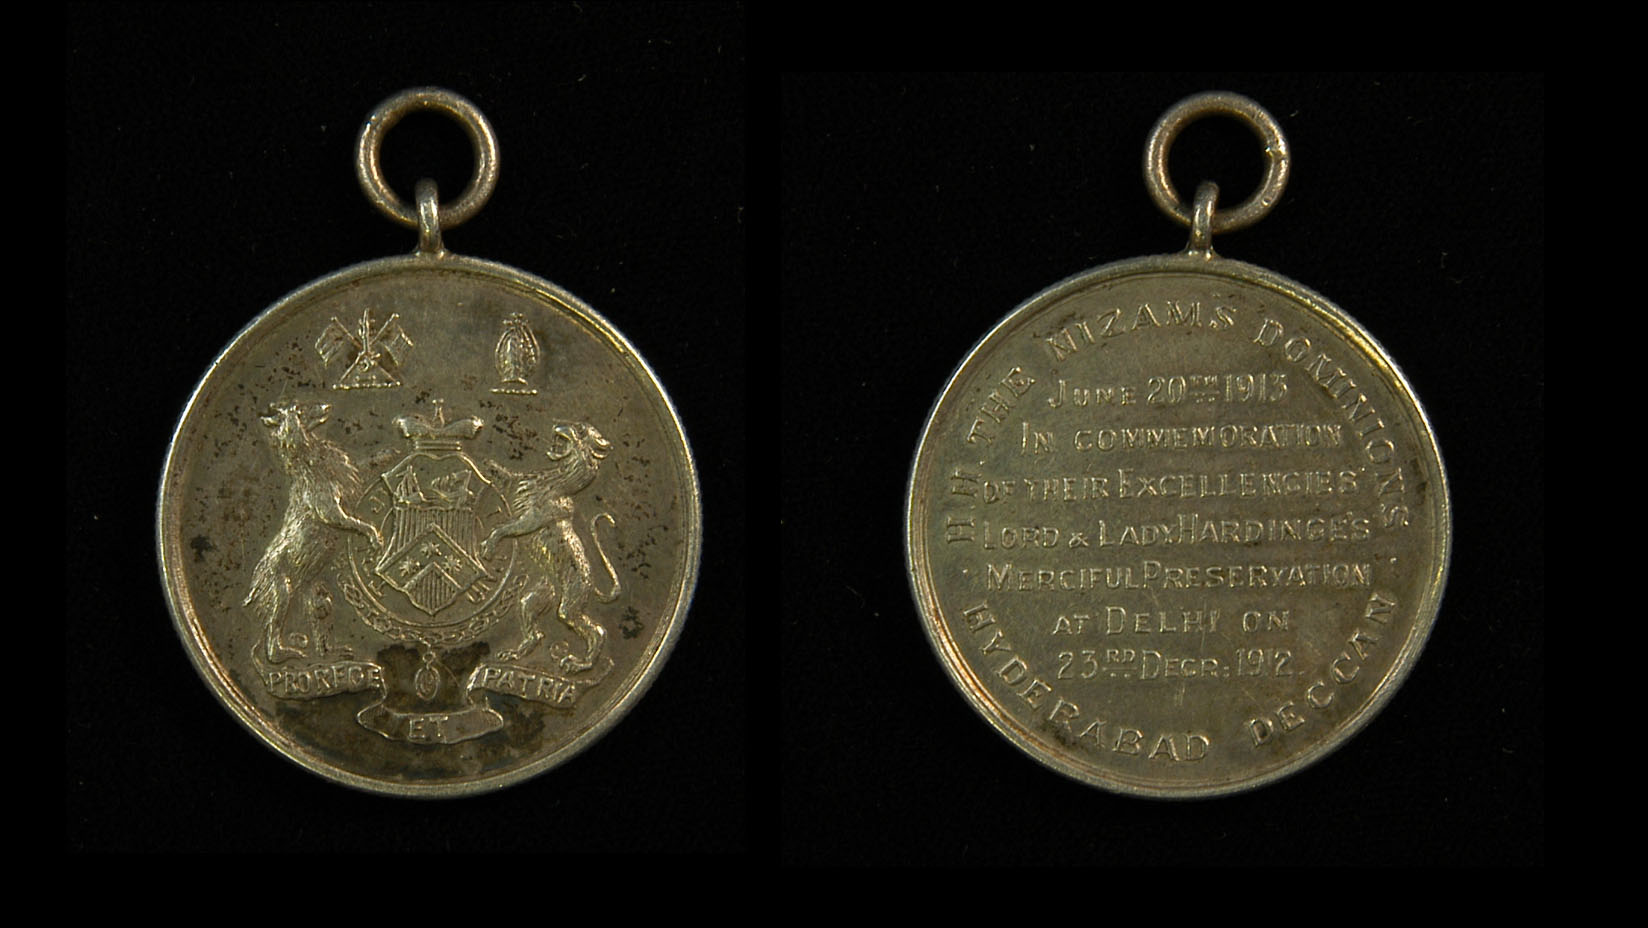 PRO REGE ET PATRIA
H.H. THE NIZAMS DOMINIONS
JUNE 20TH 1913
IN COMMEMORATION
OF THEIR EXCELLENCIES
LORD & LADY HARDINGE'S
MERCIFUL PRESERVATION
AT DELHI ON
23RD DECR: 1912
HYDERABAD DECCAN